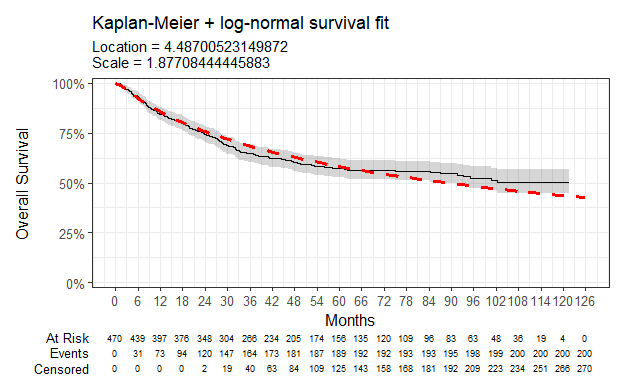 Kaplan-Meier + log-normal survival fit
Location = 4.48700523149872
Scale = 1.87708444445883
100%
75%
50%
25%
0%
Overall Survival
0 6 12 18 24 30 36 42 48 54 60 66 72 78 84 90 96 102 108 114 120 126
Months
At Risk 470 439 397 376 348 304 266 234 205 174 156 135 120 109 96 83 63 48 36 19 4 0
Events 0 31 73 94 120 147 164 173 181 187 189 192 192 193 193 195 198 199 200 200 200 200
Censored 0 0 0 0 2 19 40 63 84 109 125 143 158 168 181 192 209 223 234 251 266 270